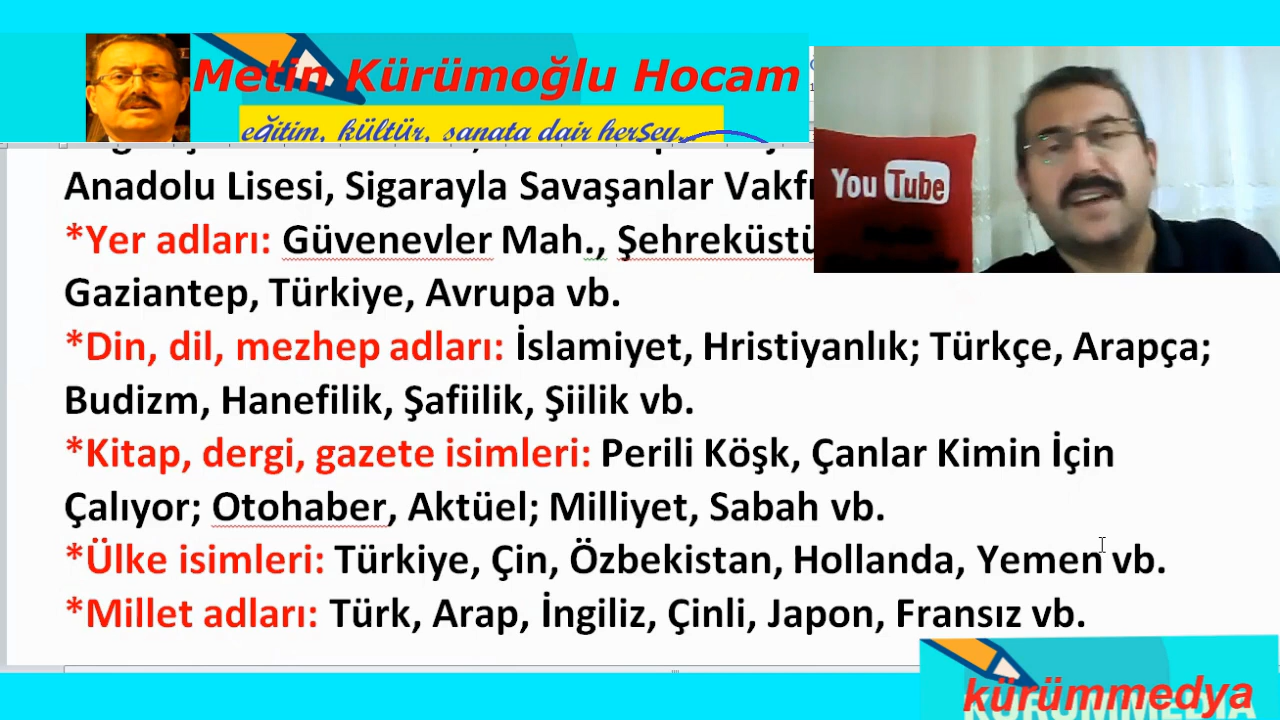 Metin Kürümoğlu Hocam
eğitim, kültür, sanata dair herşey..
Anadolu Lisesi, Sigarayla Savaşanlar Vakfı
You Tube
*Yer adları: Güvenevler Mah., Şehreküstü
Gaziantep, Türkiye, Avrupa vb.
*Din, dil, mezhep adları: İslamiyet, Hristiyanlık; Türkçe, Arapça;
Budizm, Hanefilik, Şafiilik, Şiilik vb.
*Kitap, dergi, gazete isimleri: Perili Köşk, Çanlar Kimin İçin
Çalıyor; Otohaber, Aktüel; Milliyet, Sabah vb.
*Ülke isimleri: Türkiye, Çin, Özbekistan, Hollanda, Yemen vb.
*Millet adları: Türk, Arap, İngiliz, Çinli, Japon, Fransız vb.
kürümmedya
KÜRÜMMEDIA